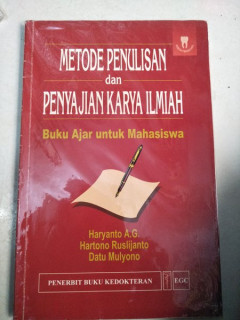 METODE PENULISAN
dan
PENYAJIAN KARYA ILMIAH
Buku Ajar untuk Mahasiswa
Haryanto A.G.
Hartono Ruslijanto
Datu Mulyono
PENERBIT BUKU KEDOKTERAN EGC